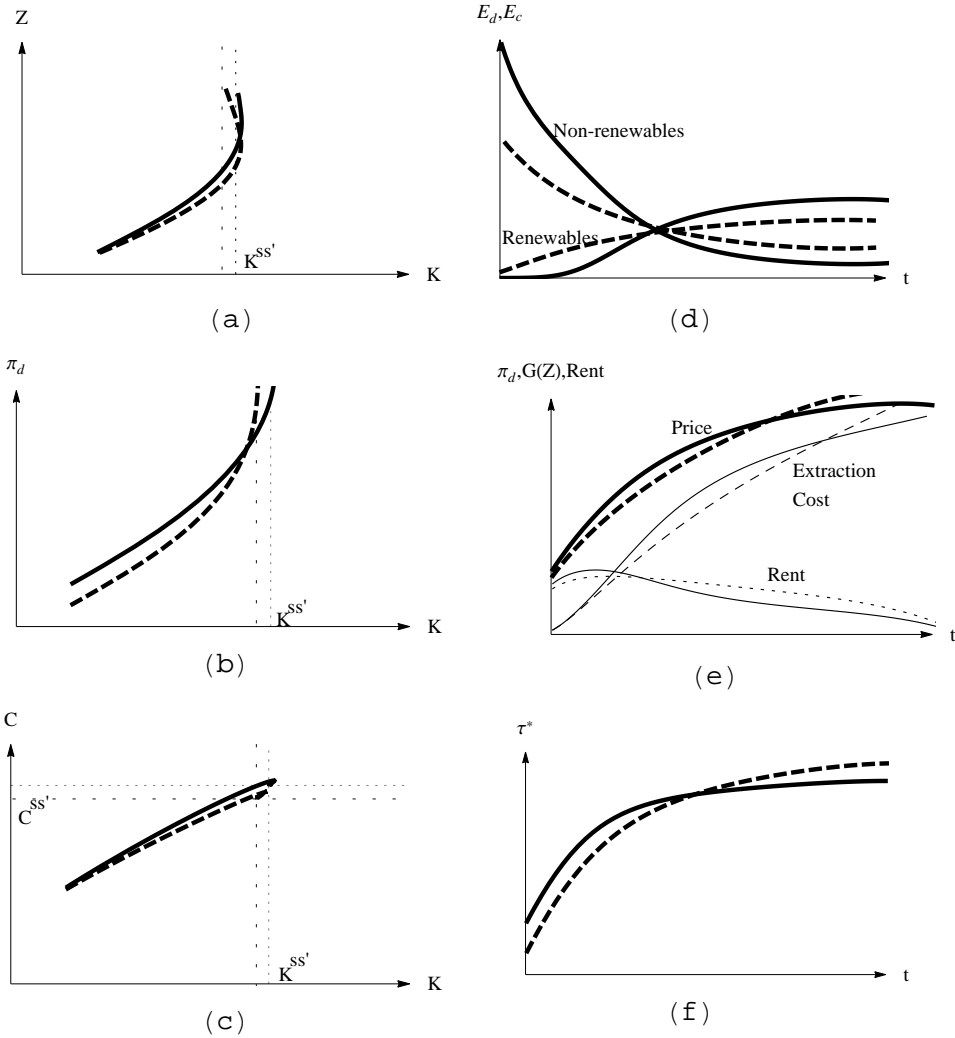 Z
K^ss'
K
(a)
E_d,E_c
Non-renewables
Renewables
t
(d)
π_d
K^ss'
K
(b)
π_d,G(Z),Rent
Price
Extraction
Cost
Rent
t
(e)
C
C^ss'
K^ss'
K
(c)
τ*
t
(f)